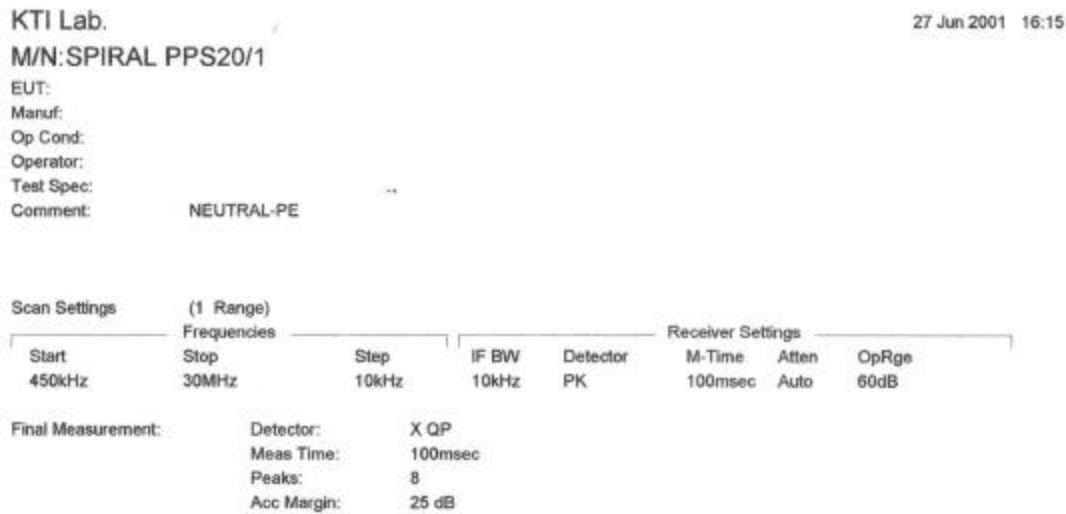 KTI Lab. 27 Jun 2001 16:15
M/N:SPIRAL PPS20/1
EUT:
Manuf:
Op Cond:
Operator:
Test Spec:
Comment: NEUTRAL-PE
Scan Settings (1 Range)
Frequencies Receiver Settings
Start Stop Step IF BW Detector M-Time Atten OpRge
450kHz 30MHz 10kHz 10kHz PK 100msec Auto 60dB
Final Measurement: Detector: X QP
Meas Time: 100msec
Peaks: 8
Acc Margin: 25 dB